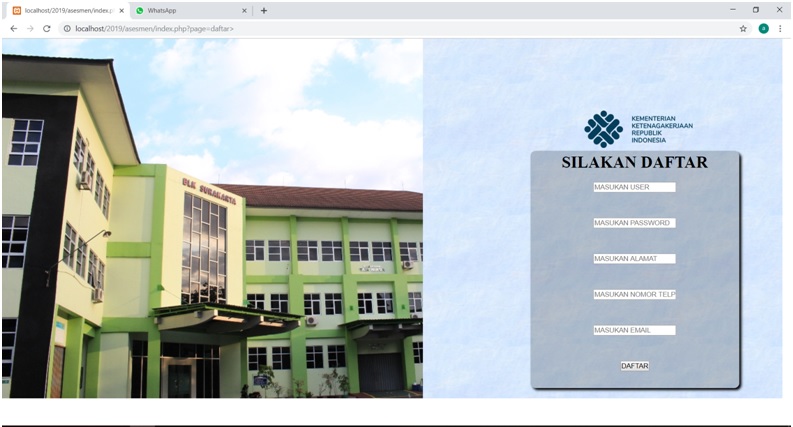 localhost/2019/asesmen/index.p
WhatsApp
localhost/2019/asesmen/index.php?page=daftar>
BLK SURAKARTA
KEMENTERIAN
KETENAGAKERJAAN
REPUBLIK
INDONESIA
SILAKAN DAFTAR
MASUKAN USER
MASUKAN PASSWORD
MASUKAN ALAMAT
MASUKAN NOMOR TELP
MASUKAN EMAIL
DAFTAR